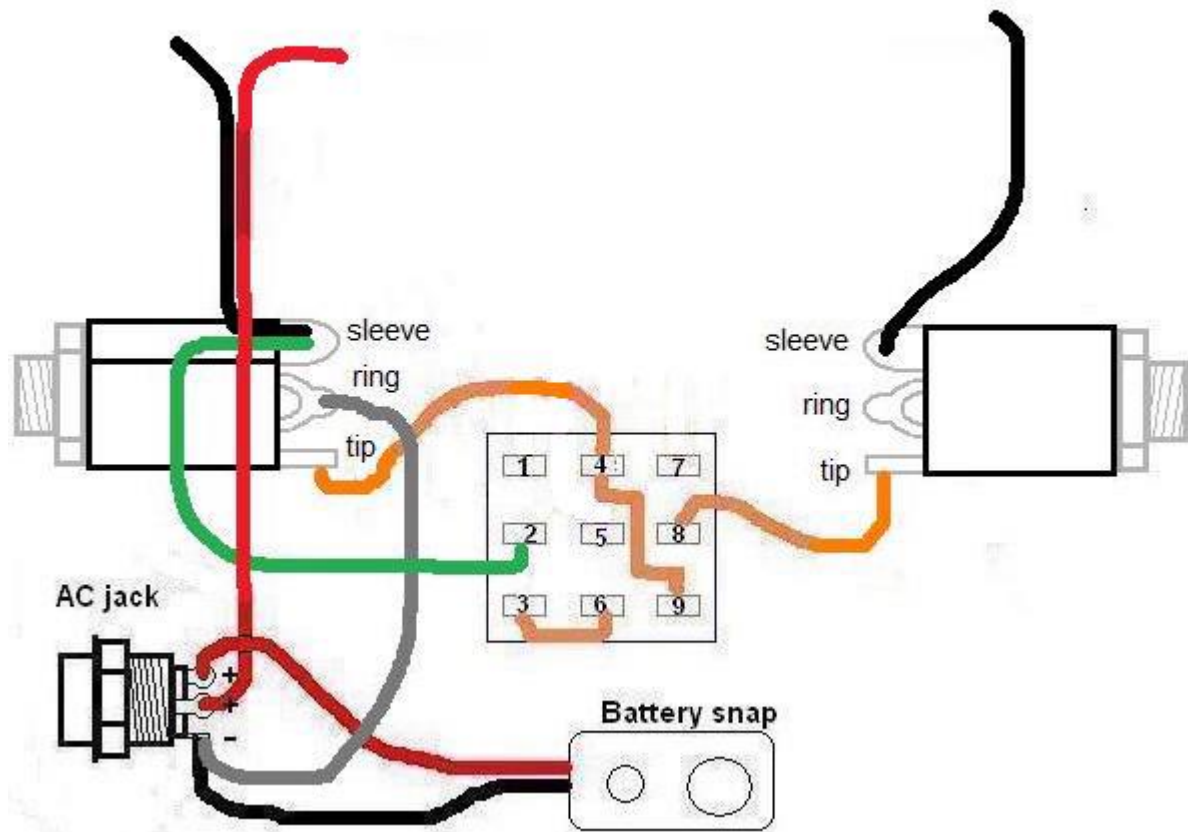 sleeve
ring
tip
sleeve
ring
tip
1 4 7
2 5 8
3 6 9
AC jack
+
+
-
Battery snap